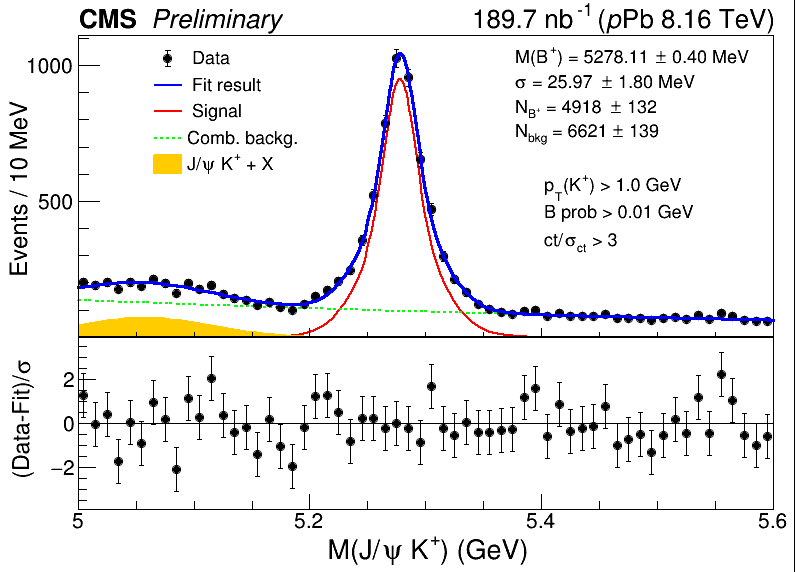 CMS Preliminary 189.7 nb⁻¹ (pPb 8.16 TeV)
Events / 10 MeV
1000
500
Data
Fit result
Signal
Comb. backg.
J/ψ K⁺ + X
M(B⁺) = 5278.11 ± 0.40 MeV
σ = 25.97 ± 1.80 MeV
N_B⁺ = 4918 ± 132
N_bkg = 6621 ± 139
p_T(K⁺) > 1.0 GeV
B prob > 0.01 GeV
ct/σ_ct > 3
(Data-Fit)/σ
2
0
−2
5 5.2 5.4 5.6
M(J/ψ K⁺) (GeV)